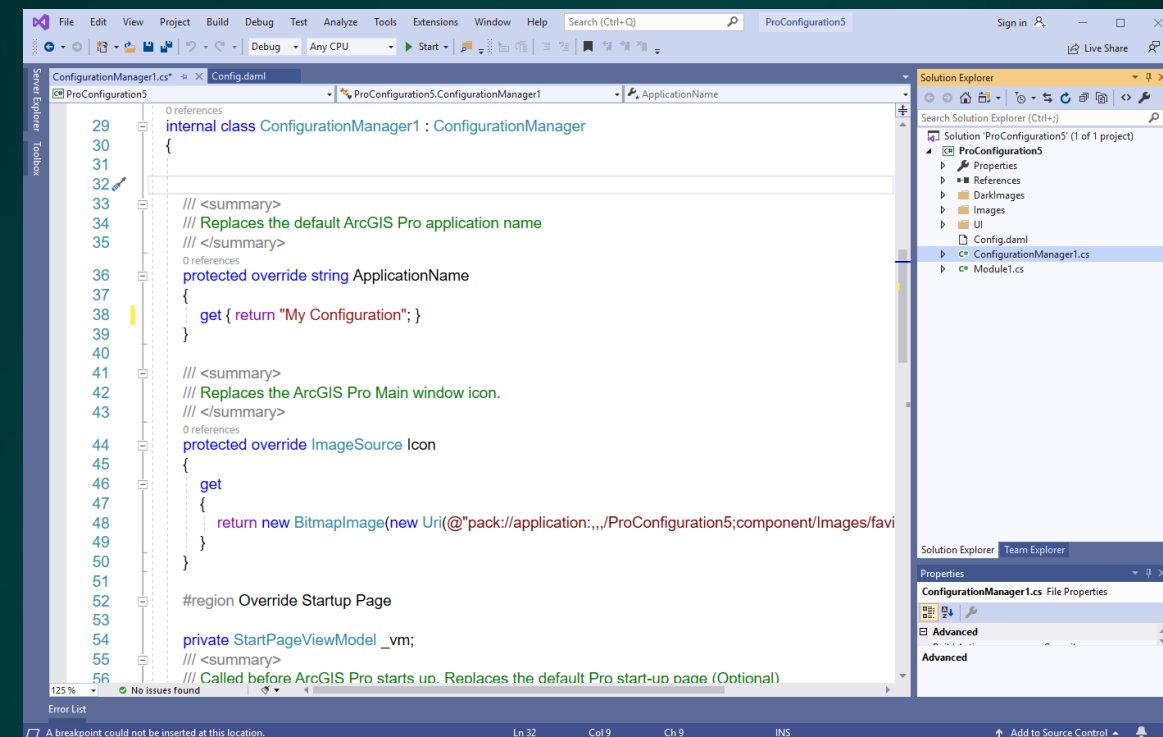 File Edit View Project Build Debug Test Analyze Tools Extensions Window Help Search (Ctrl+Q) ProConfiguration5 Sign in
Debug Any CPU Start Live Share
Server Explorer
Toolbox
ConfigurationManager1.cs* Config.daml
ProConfiguration5 ProConfiguration5.ConfigurationManager1 ApplicationName
0 references
29 internal class ConfigurationManager1 : ConfigurationManager
30 {
31
32
33 /// <summary>
34 /// Replaces the default ArcGIS Pro application name
35 /// </summary>
0 references
36 protected override string ApplicationName
37 {
38 get { return "My Configuration"; }
39 }
40
41 /// <summary>
42 /// Replaces the ArcGIS Pro Main window icon.
43 /// </summary>
0 references
44 protected override ImageSource Icon
45 {
46 get
47 {
48 return new BitmapImage(new Uri(@"pack://application:,,,/ProConfiguration5;component/Images/favi
49 }
50 }
51
52 #region Override Startup Page
53
54 private StartPageViewModel _vm;
55 /// <summary>
56 /// Called before ArcGIS Pro starts up. Replaces the default Pro start-up page (Optional)
125 % No issues found
Error List
A breakpoint could not be inserted at this location. Ln 32 Col 9 Ch 9 INS Add to Source Control
Solution Explorer
Search Solution Explorer (Ctrl+;)
Solution 'ProConfiguration5' (1 of 1 project)
C# ProConfiguration5
Properties
References
DarkImages
Images
UI
Config.daml
C# ConfigurationManager1.cs
C# Module1.cs
Solution Explorer Team Explorer
Properties
ConfigurationManager1.cs File Properties
Advanced
Advanced